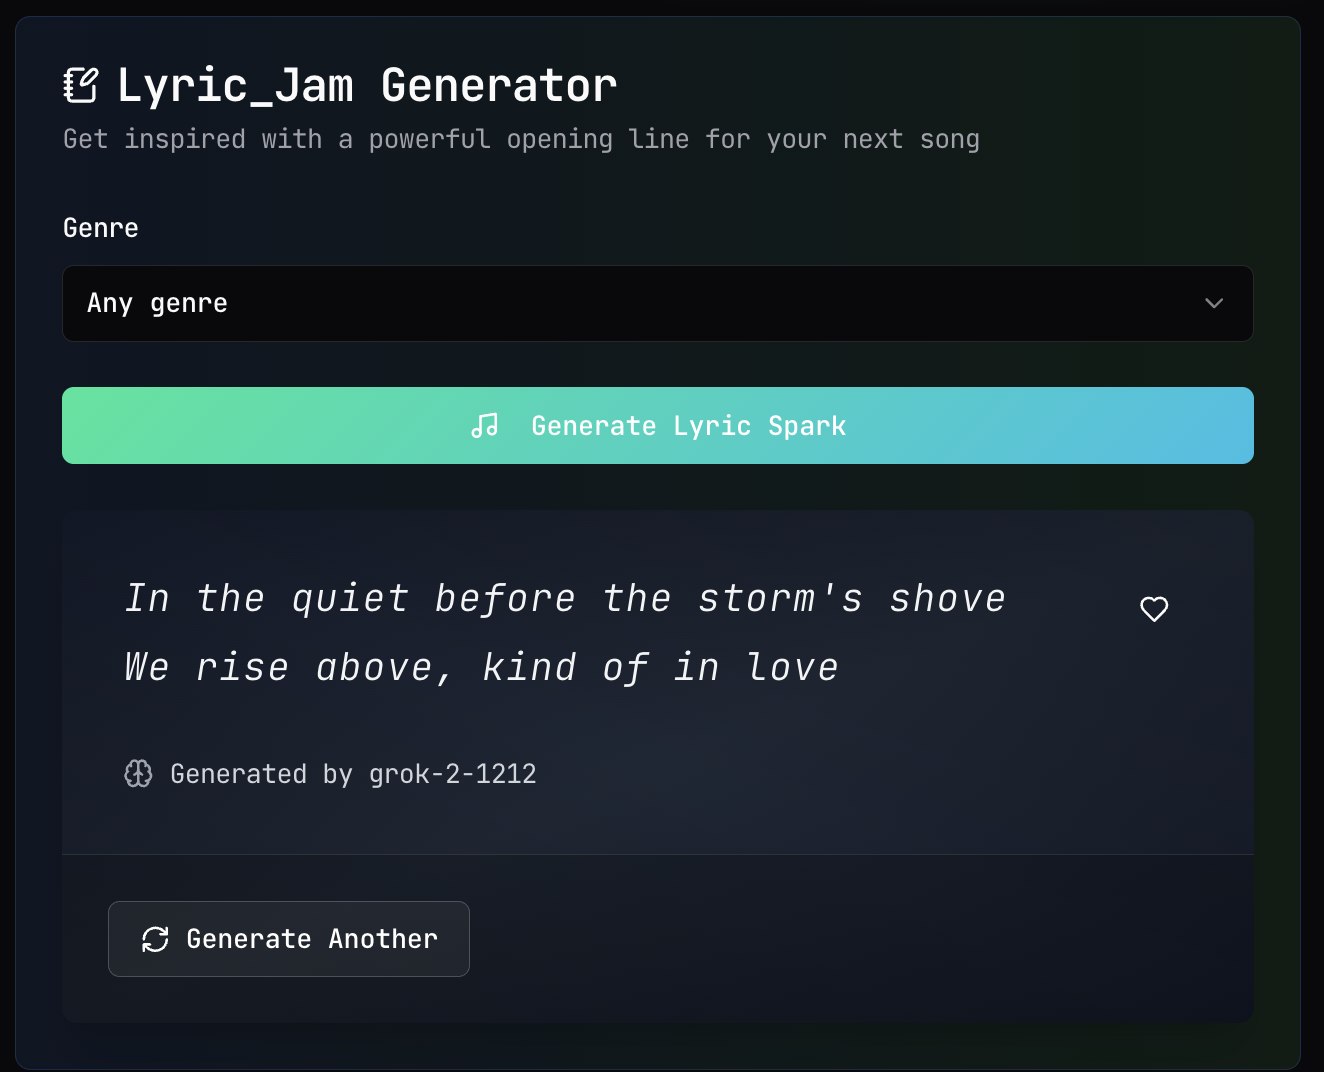 Lyric_Jam Generator
Get inspired with a powerful opening line for your next song
Genre
Any genre
Generate Lyric Spark
In the quiet before the storm's shove
We rise above, kind of in love
Generated by grok-2-1212
Generate Another